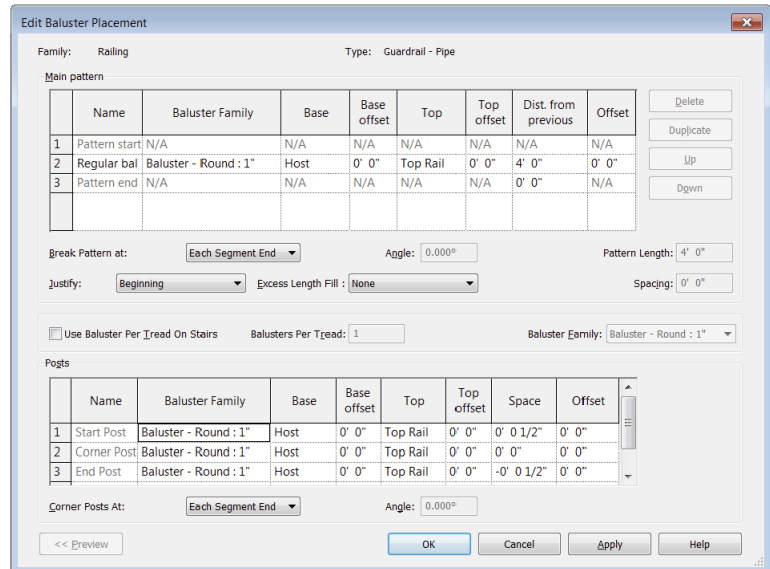 Edit Baluster Placement
Family: Railing Type: Guardrail - Pipe
Main pattern
Name Baluster Family Base Base offset Top Top offset Dist. from previous Offset
1 Pattern start N/A N/A N/A N/A N/A N/A N/A
2 Regular bal Baluster - Round : 1" Host 0' 0" Top Rail 0' 0" 4' 0" 0' 0"
3 Pattern end N/A N/A N/A N/A N/A 0' 0" N/A
Delete
Duplicate
Up
Down
Break Pattern at: Each Segment End Angle: 0.000° Pattern Length: 4' 0"
Justify: Beginning Excess Length Fill : None Spacing: 0' 0"
Use Baluster Per Tread On Stairs Balusters Per Tread: 1 Baluster Family: Baluster - Round : 1"
Posts
Name Baluster Family Base Base offset Top Top offset Space Offset
1 Start Post Baluster - Round : 1" Host 0' 0" Top Rail 0' 0" 0' 0 1/2" 0' 0"
2 Corner Post Baluster - Round : 1" Host 0' 0" Top Rail 0' 0" 0' 0" 0' 0"
3 End Post Baluster - Round : 1" Host 0' 0" Top Rail 0' 0" -0' 0 1/2" 0' 0"
Corner Posts At: Each Segment End Angle: 0.000°
<< Preview OK Cancel Apply Help